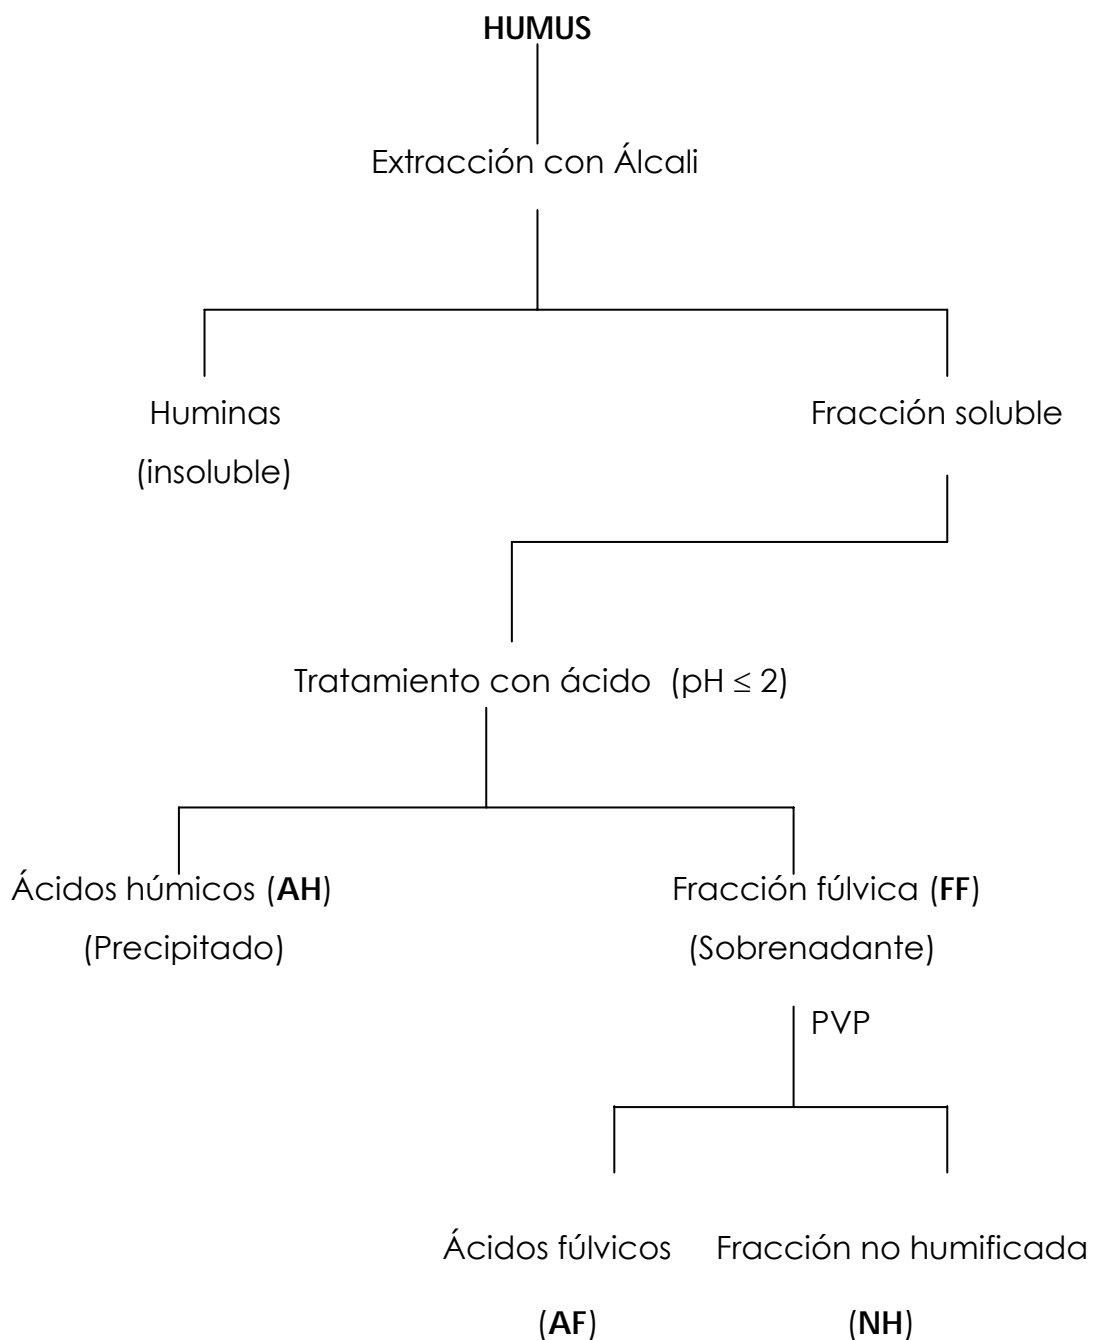 HUMUS
Extracción con Álcali
Huminas
(insoluble)
Fracción soluble
Tratamiento con ácido (pH ≤ 2)
Ácidos húmicos (AH)
(Precipitado)
Fracción fúlvica (FF)
(Sobrenadante)
PVP
Ácidos fúlvicos
(AF)
Fracción no humificada
(NH)